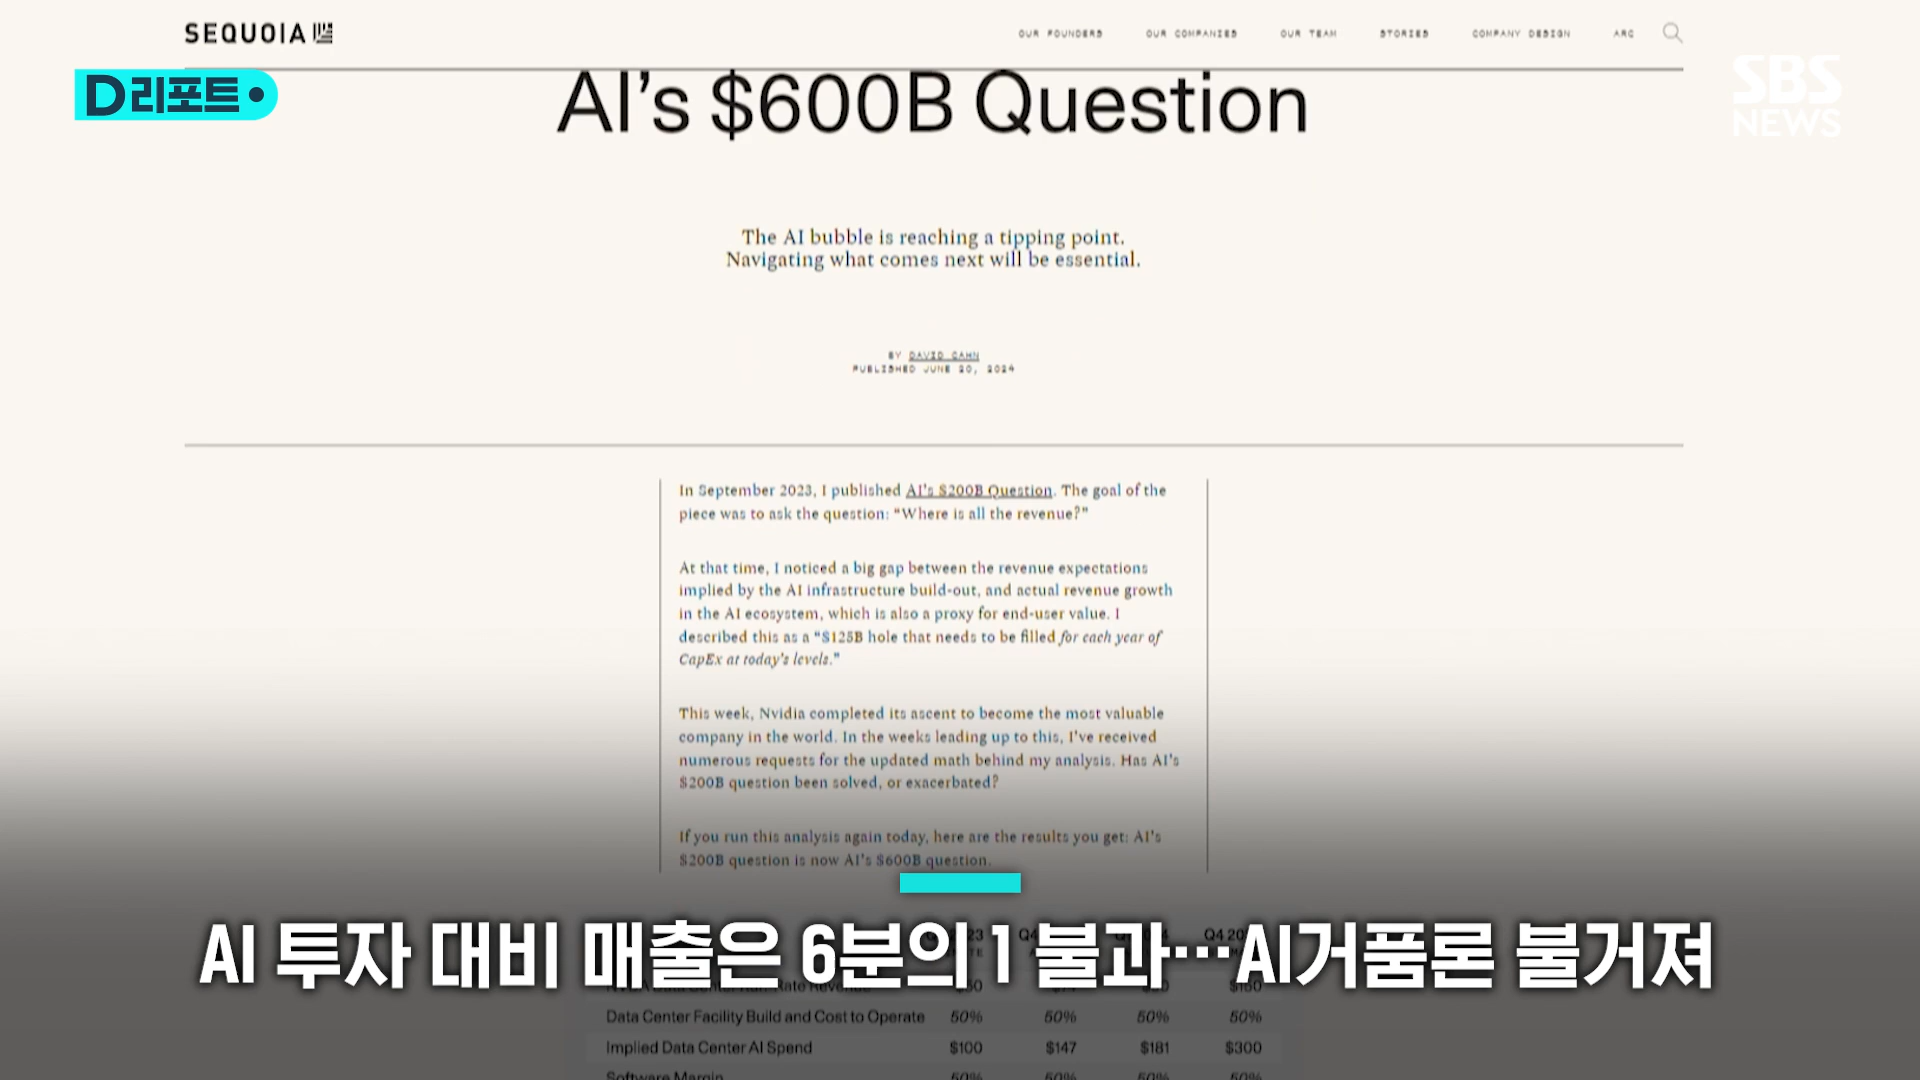 SEQUOIA
OUR FOUNDERS OUR COMPANIES OUR TEAM STORIES COMPANY DESIGN ARC
D리포트
SBS
NEWS
AI’s $600B Question
The AI bubble is reaching a tipping point.
Navigating what comes next will be essential.
BY DAVID CAHN
PUBLISHED JUNE 20, 2024
In September 2023, I published AI’s $200B Question. The goal of the
piece was to ask the question: “Where is all the revenue?”
At that time, I noticed a big gap between the revenue expectations
implied by the AI infrastructure build-out, and actual revenue growth
in the AI ecosystem, which is also a proxy for end-user value. I
described this as a “$125B hole that needs to be filled for each year of
CapEx at today’s levels.”
This week, Nvidia completed its ascent to become the most valuable
company in the world. In the weeks leading up to this, I’ve received
numerous requests for the updated math behind my analysis. Has AI’s
$200B question been solved, or exacerbated?
If you run this analysis again today, here are the results you get: AI’s
$200B question is now AI’s $600B question.
AI 투자 대비 매출은 6분의 1 불과…AI거품론 불거져
Data Center Facility Build and Cost to Operate 50% 50% 50% 50%
Implied Data Center AI Spend $100 $147 $181 $300
Software Margin 50% 50% 50% 50%